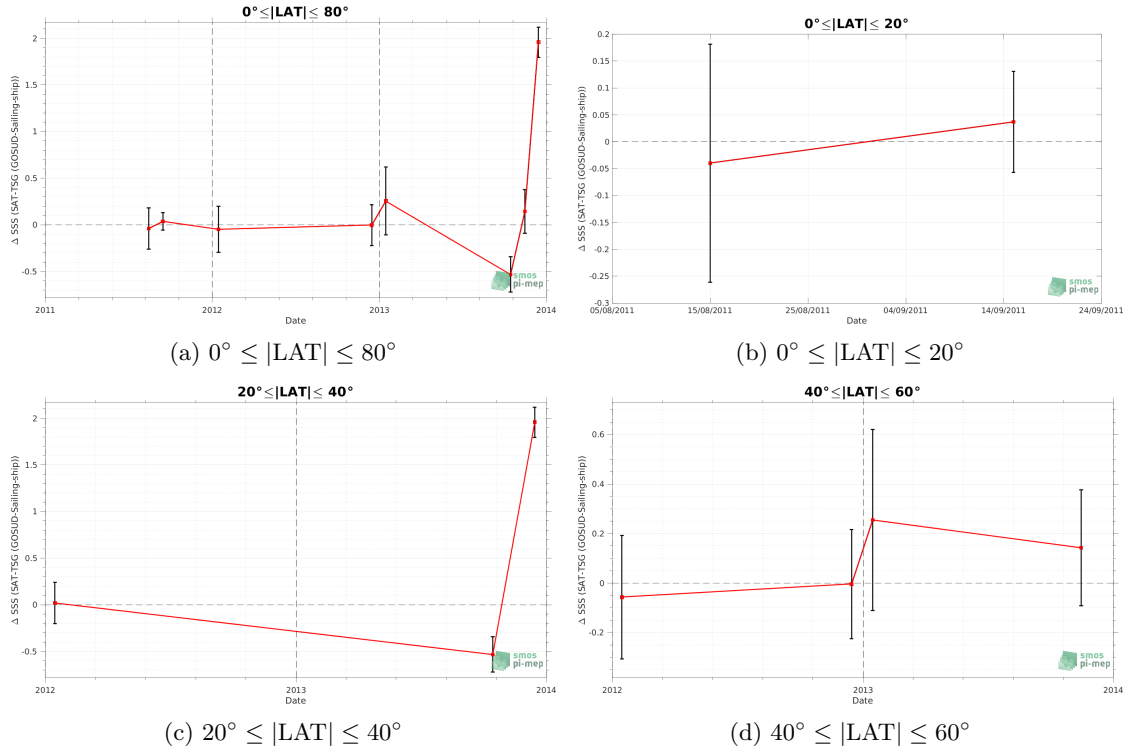 0°≤|LAT|≤ 80°
Δ SSS (SAT-TSG (GOSUD-Sailing-ship))
2
1.5
1
0.5
0
-0.5
smos
pi-mep
2011
2012
2013
2014
Date
(a) 0° ≤ |LAT| ≤ 80°
0°≤|LAT|≤ 20°
Δ SSS (SAT-TSG (GOSUD-Sailing-ship))
0.2
0.15
0.1
0.05
0
-0.05
-0.1
-0.15
-0.2
-0.25
-0.3
smos
pi-mep
05/08/2011
15/08/2011
25/08/2011
04/09/2011
14/09/2011
24/09/2011
Date
(b) 0° ≤ |LAT| ≤ 20°
20°≤|LAT|≤ 40°
Δ SSS (SAT-TSG (GOSUD-Sailing-ship))
2
1.5
1
0.5
0
-0.5
smos
pi-mep
2012
2013
2014
Date
(c) 20° ≤ |LAT| ≤ 40°
40°≤|LAT|≤ 60°
Δ SSS (SAT-TSG (GOSUD-Sailing-ship))
0.6
0.4
0.2
0
-0.2
smos
pi-mep
2012
2013
2014
Date
(d) 40° ≤ |LAT| ≤ 60°